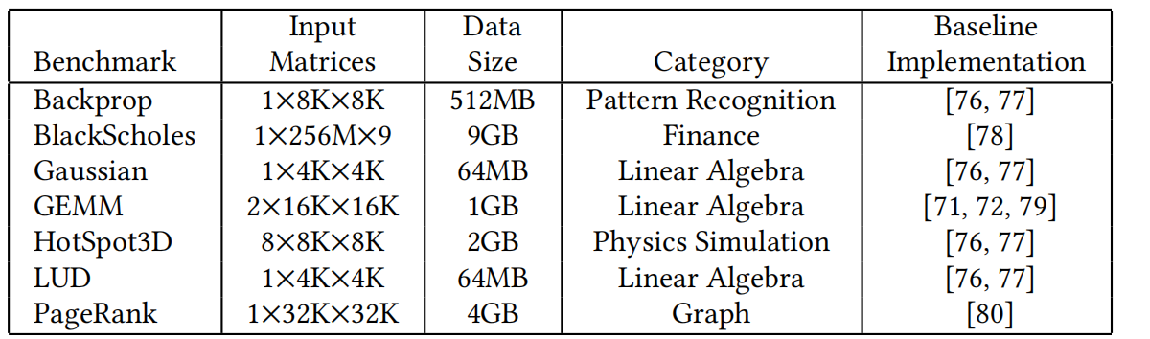 Benchmark Input Matrices Data Size Category Baseline Implementation
Backprop 1×8K×8K 512MB Pattern Recognition [76, 77]
BlackScholes 1×256M×9 9GB Finance [78]
Gaussian 1×4K×4K 64MB Linear Algebra [76, 77]
GEMM 2×16K×16K 1GB Linear Algebra [71, 72, 79]
HotSpot3D 8×8K×8K 2GB Physics Simulation [76, 77]
LUD 1×4K×4K 64MB Linear Algebra [76, 77]
PageRank 1×32K×32K 4GB Graph [80]